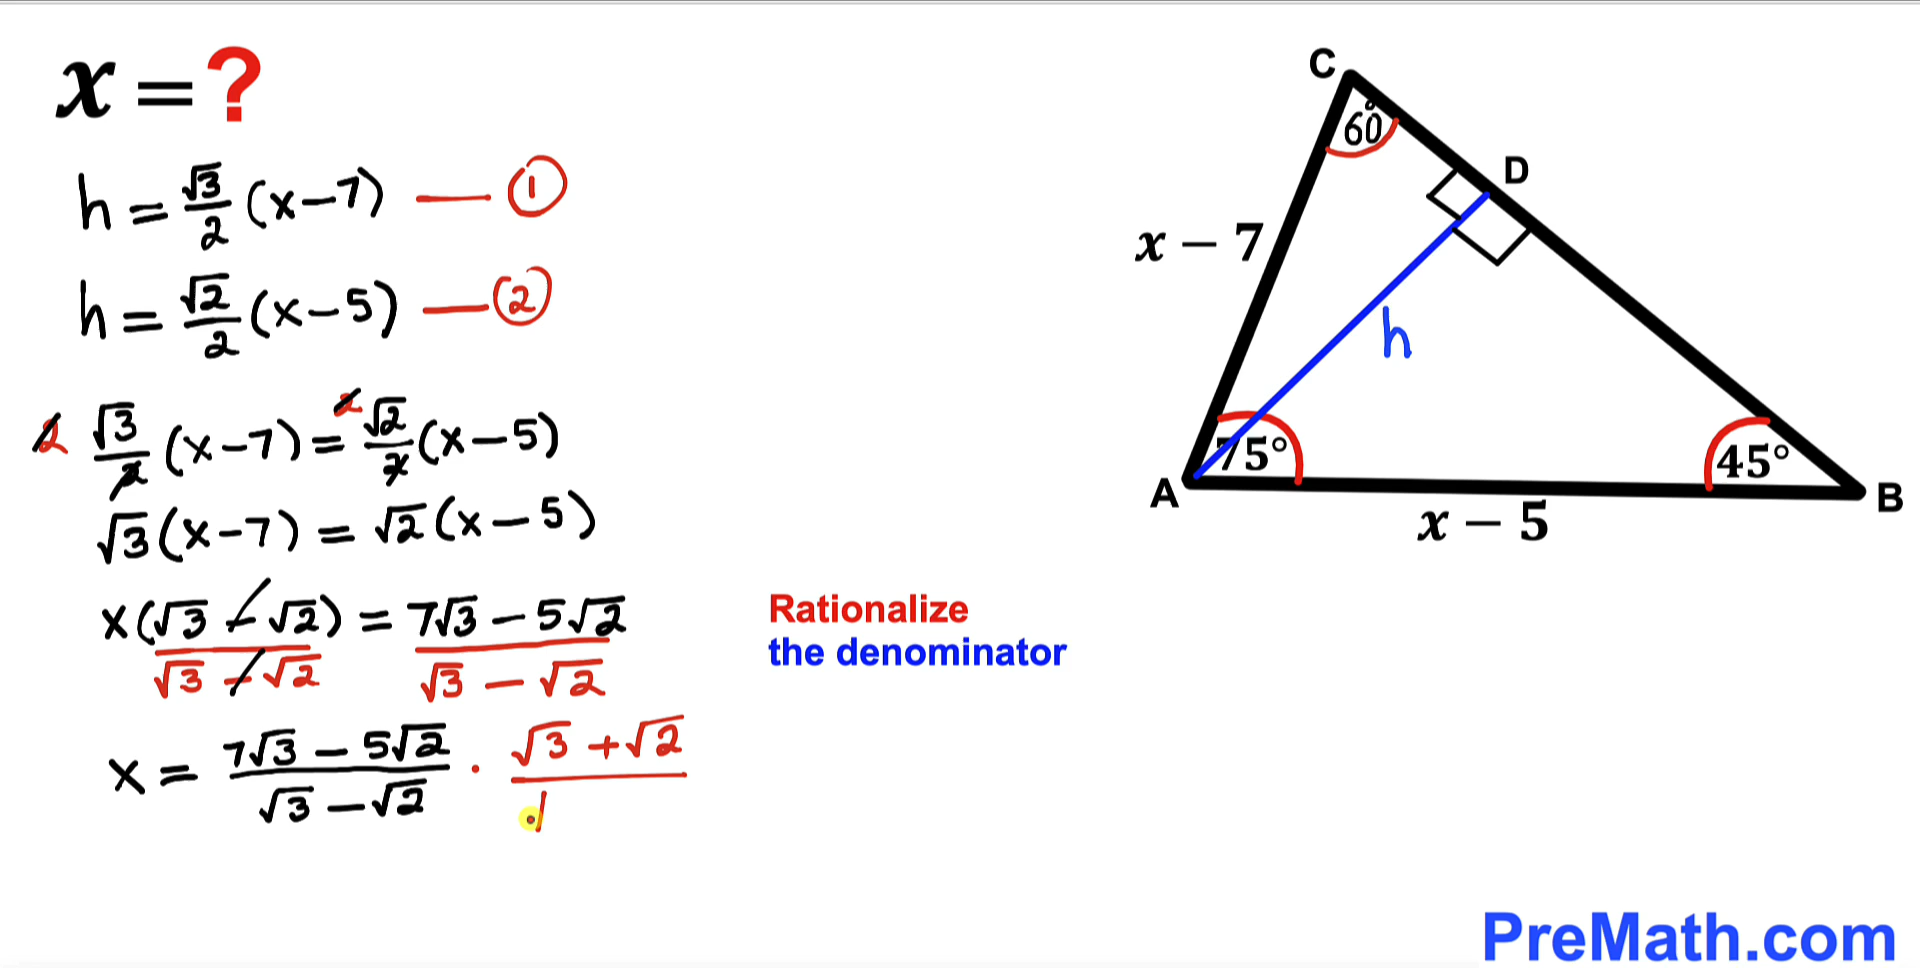 x = ?
h = √3/2 (x − 7) — ①
h = √2/2 (x − 5) — ②
2 √3/2 (x − 7) = 2 √2/2 (x − 5)
√3 (x − 7) = √2 (x − 5)
x (√3 − √2) = 7√3 − 5√2
√3 − √2 √3 − √2
x = 7√3 − 5√2 / √3 − √2 · √3 + √2
Rationalize
the denominator
C
60°
D
x − 7
h
75°
45°
A
B
x − 5
PreMath.com